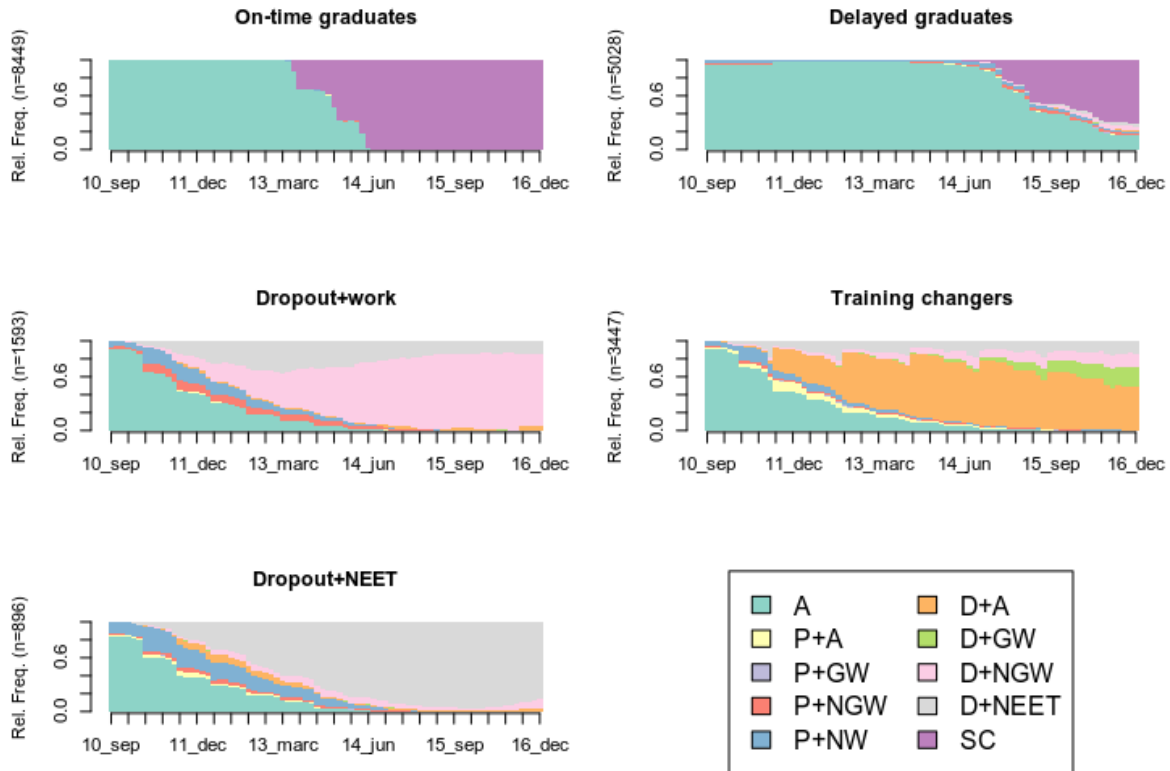 On-time graduates
Rel. Freq. (n=8449)
0.6
0.0
10_sep 11_dec 13_marc 14_jun 15_sep 16_dec
Delayed graduates
Rel. Freq. (n=5028)
0.6
0.0
10_sep 11_dec 13_marc 14_jun 15_sep 16_dec
Dropout+work
Rel. Freq. (n=1593)
0.6
0.0
10_sep 11_dec 13_marc 14_jun 15_sep 16_dec
Training changers
Rel. Freq. (n=3447)
0.6
0.0
10_sep 11_dec 13_marc 14_jun 15_sep 16_dec
Dropout+NEET
Rel. Freq. (n=896)
0.6
0.0
10_sep 11_dec 13_marc 14_jun 15_sep 16_dec
A
P+A
P+GW
P+NGW
P+NW
D+A
D+GW
D+NGW
D+NEET
SC